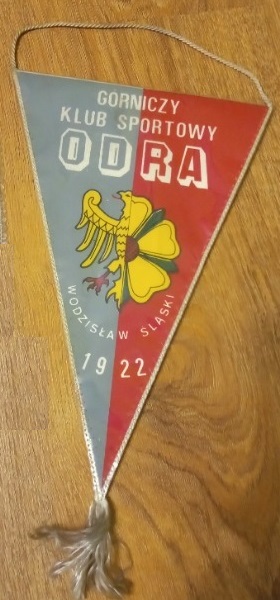 GORNICZY
KLUB SPORTOWY
ODRA
WODZISŁAW ŚLĄSKI
1922